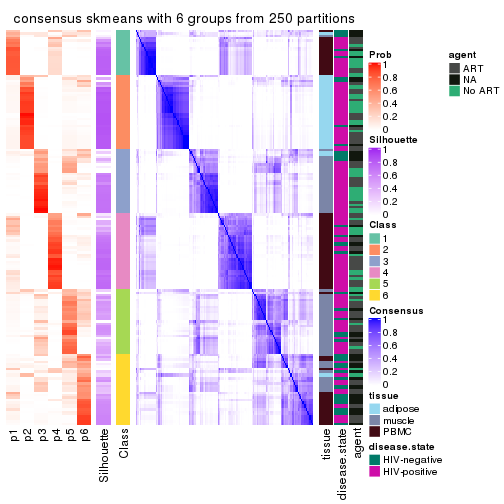 consensus skmeans with 6 groups from 250 partitions
p1
p2
p3
p4
p5
p6
Silhouette
Class
tissue
disease.state
agent
Prob
1
0.8
0.6
0.4
0.2
0
Silhouette
1
0.8
0.6
0.4
0.2
0
Class
1
2
3
4
5
6
Consensus
1
0.8
0.6
0.4
0.2
0
tissue
adipose
muscle
PBMC
disease.state
HIV-negative
HIV-positive
agent
ART
NA
No ART